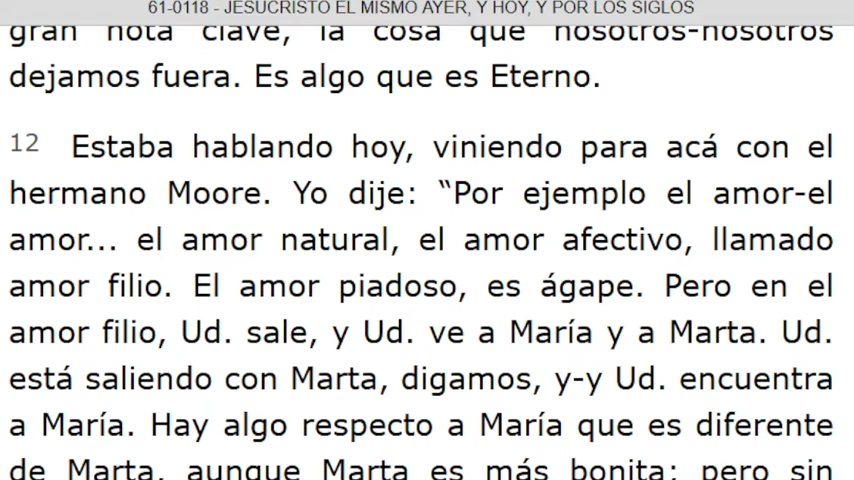 61-0118 - JESUCRISTO EL MISMO AYER, Y HOY, Y POR LOS SIGLOS
gran nota clave, la cosa que nosotros-nosotros
dejamos fuera. Es algo que es Eterno.
12 Estaba hablando hoy, viniendo para acá con el
hermano Moore. Yo dije: “Por ejemplo el amor-el
amor... el amor natural, el amor afectivo, llamado
amor filio. El amor piadoso, es ágape. Pero en el
amor filio, Ud. sale, y Ud. ve a María y a Marta. Ud.
está saliendo con Marta, digamos, y-y Ud. encuentra
a María. Hay algo respecto a María que es diferente
de Marta, aunque Marta es más bonita; pero sin